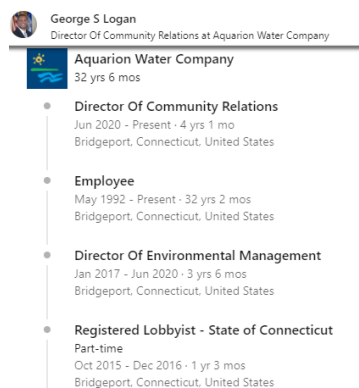 George S Logan
Director Of Community Relations at Aquarion Water Company
Aquarion Water Company
32 yrs 6 mos
Director Of Community Relations
Jun 2020 - Present · 4 yrs 1 mo
Bridgeport, Connecticut, United States
Employee
May 1992 - Present · 32 yrs 2 mos
Bridgeport, Connecticut, United States
Director Of Environmental Management
Jan 2017 - Jun 2020 · 3 yrs 6 mos
Bridgeport, Connecticut, United States
Registered Lobbyist - State of Connecticut
Part-time
Oct 2015 - Dec 2016 · 1 yr 3 mos
Bridgeport, Connecticut, United States